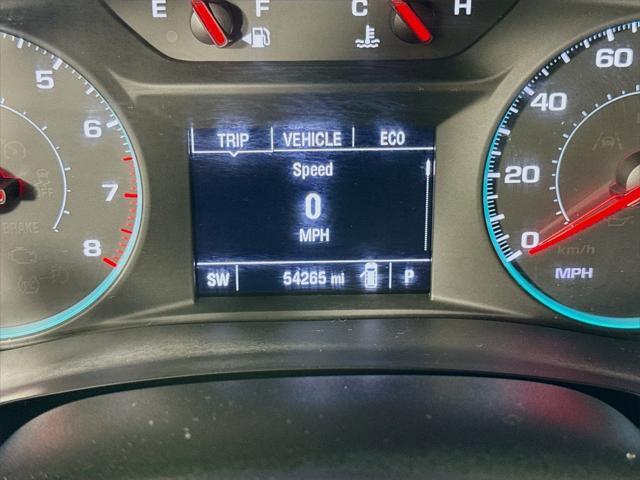 E F C H
5
6
7
8
BRAKE
TRIP VEHICLE ECO
Speed
0
MPH
SW 54265 mi P
60
40
20
0
km/h
MPH